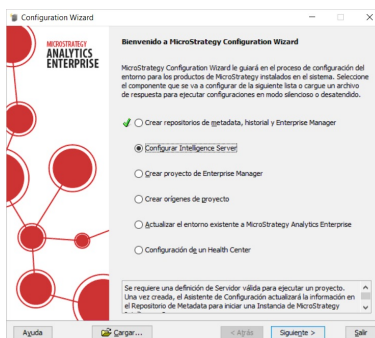 Configuration Wizard
MICROSTRATEGY
ANALYTICS
ENTERPRISE
Bienvenido a MicroStrategy Configuration Wizard
MicroStrategy Configuration Wizard le guiará en el proceso de configuración del
entorno para los productos de MicroStrategy instalados en el sistema. Seleccione
el componente que se va a configurar de la siguiente lista o cargue un archivo
de respuesta para ejecutar configuraciones en modo silencioso o desatendido.
Crear repositorios de metadata, historial y Enterprise Manager
Configurar Intelligence Server
Crear proyecto de Enterprise Manager
Crear orígenes de proyecto
Actualizar el entorno existente a MicroStrategy Analytics Enterprise
Configuración de un Health Center
Se requiere una definición de Servidor válida para ejecutar un proyecto.
Una vez creada, el Asistente de Configuración actualizará la información en
el Repositorio de Metadata para iniciar una Instancia de MicroStrategy
Ayuda
Cargar...
< Atrás
Siguiente >
Salir